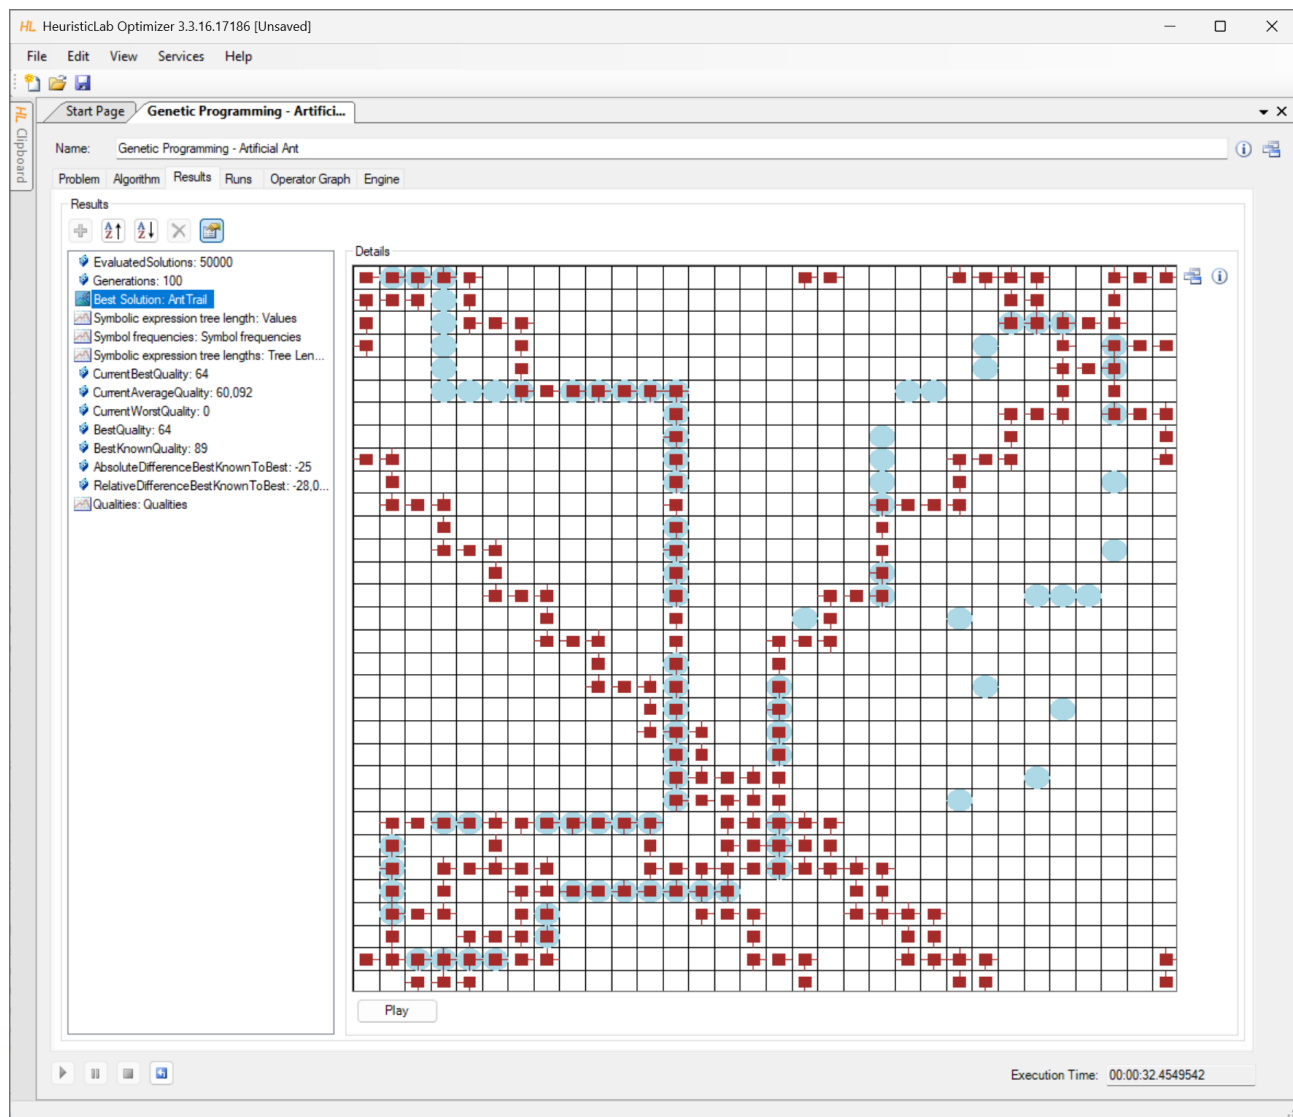 HL HeuristicLab Optimizer 3.3.16.17186 [Unsaved]
File Edit View Services Help
HL Clipboard
Start Page Genetic Programming - Artifici...
Name: Genetic Programming - Artificial Ant
Problem Algorithm Results Runs Operator Graph Engine
Results
Details
EvaluatedSolutions: 50000
Generations: 100
Best Solution: AntTrail
Symbolic expression tree length: Values
Symbol frequencies: Symbol frequencies
Symbolic expression tree lengths: Tree Len...
CurrentBestQuality: 64
CurrentAverageQuality: 60,092
CurrentWorstQuality: 0
BestQuality: 64
BestKnownQuality: 89
AbsoluteDifferenceBestKnownToBest: -25
RelativeDifferenceBestKnownToBest: -28,0...
Qualities: Qualities
Play
Execution Time: 00:00:32.4549542